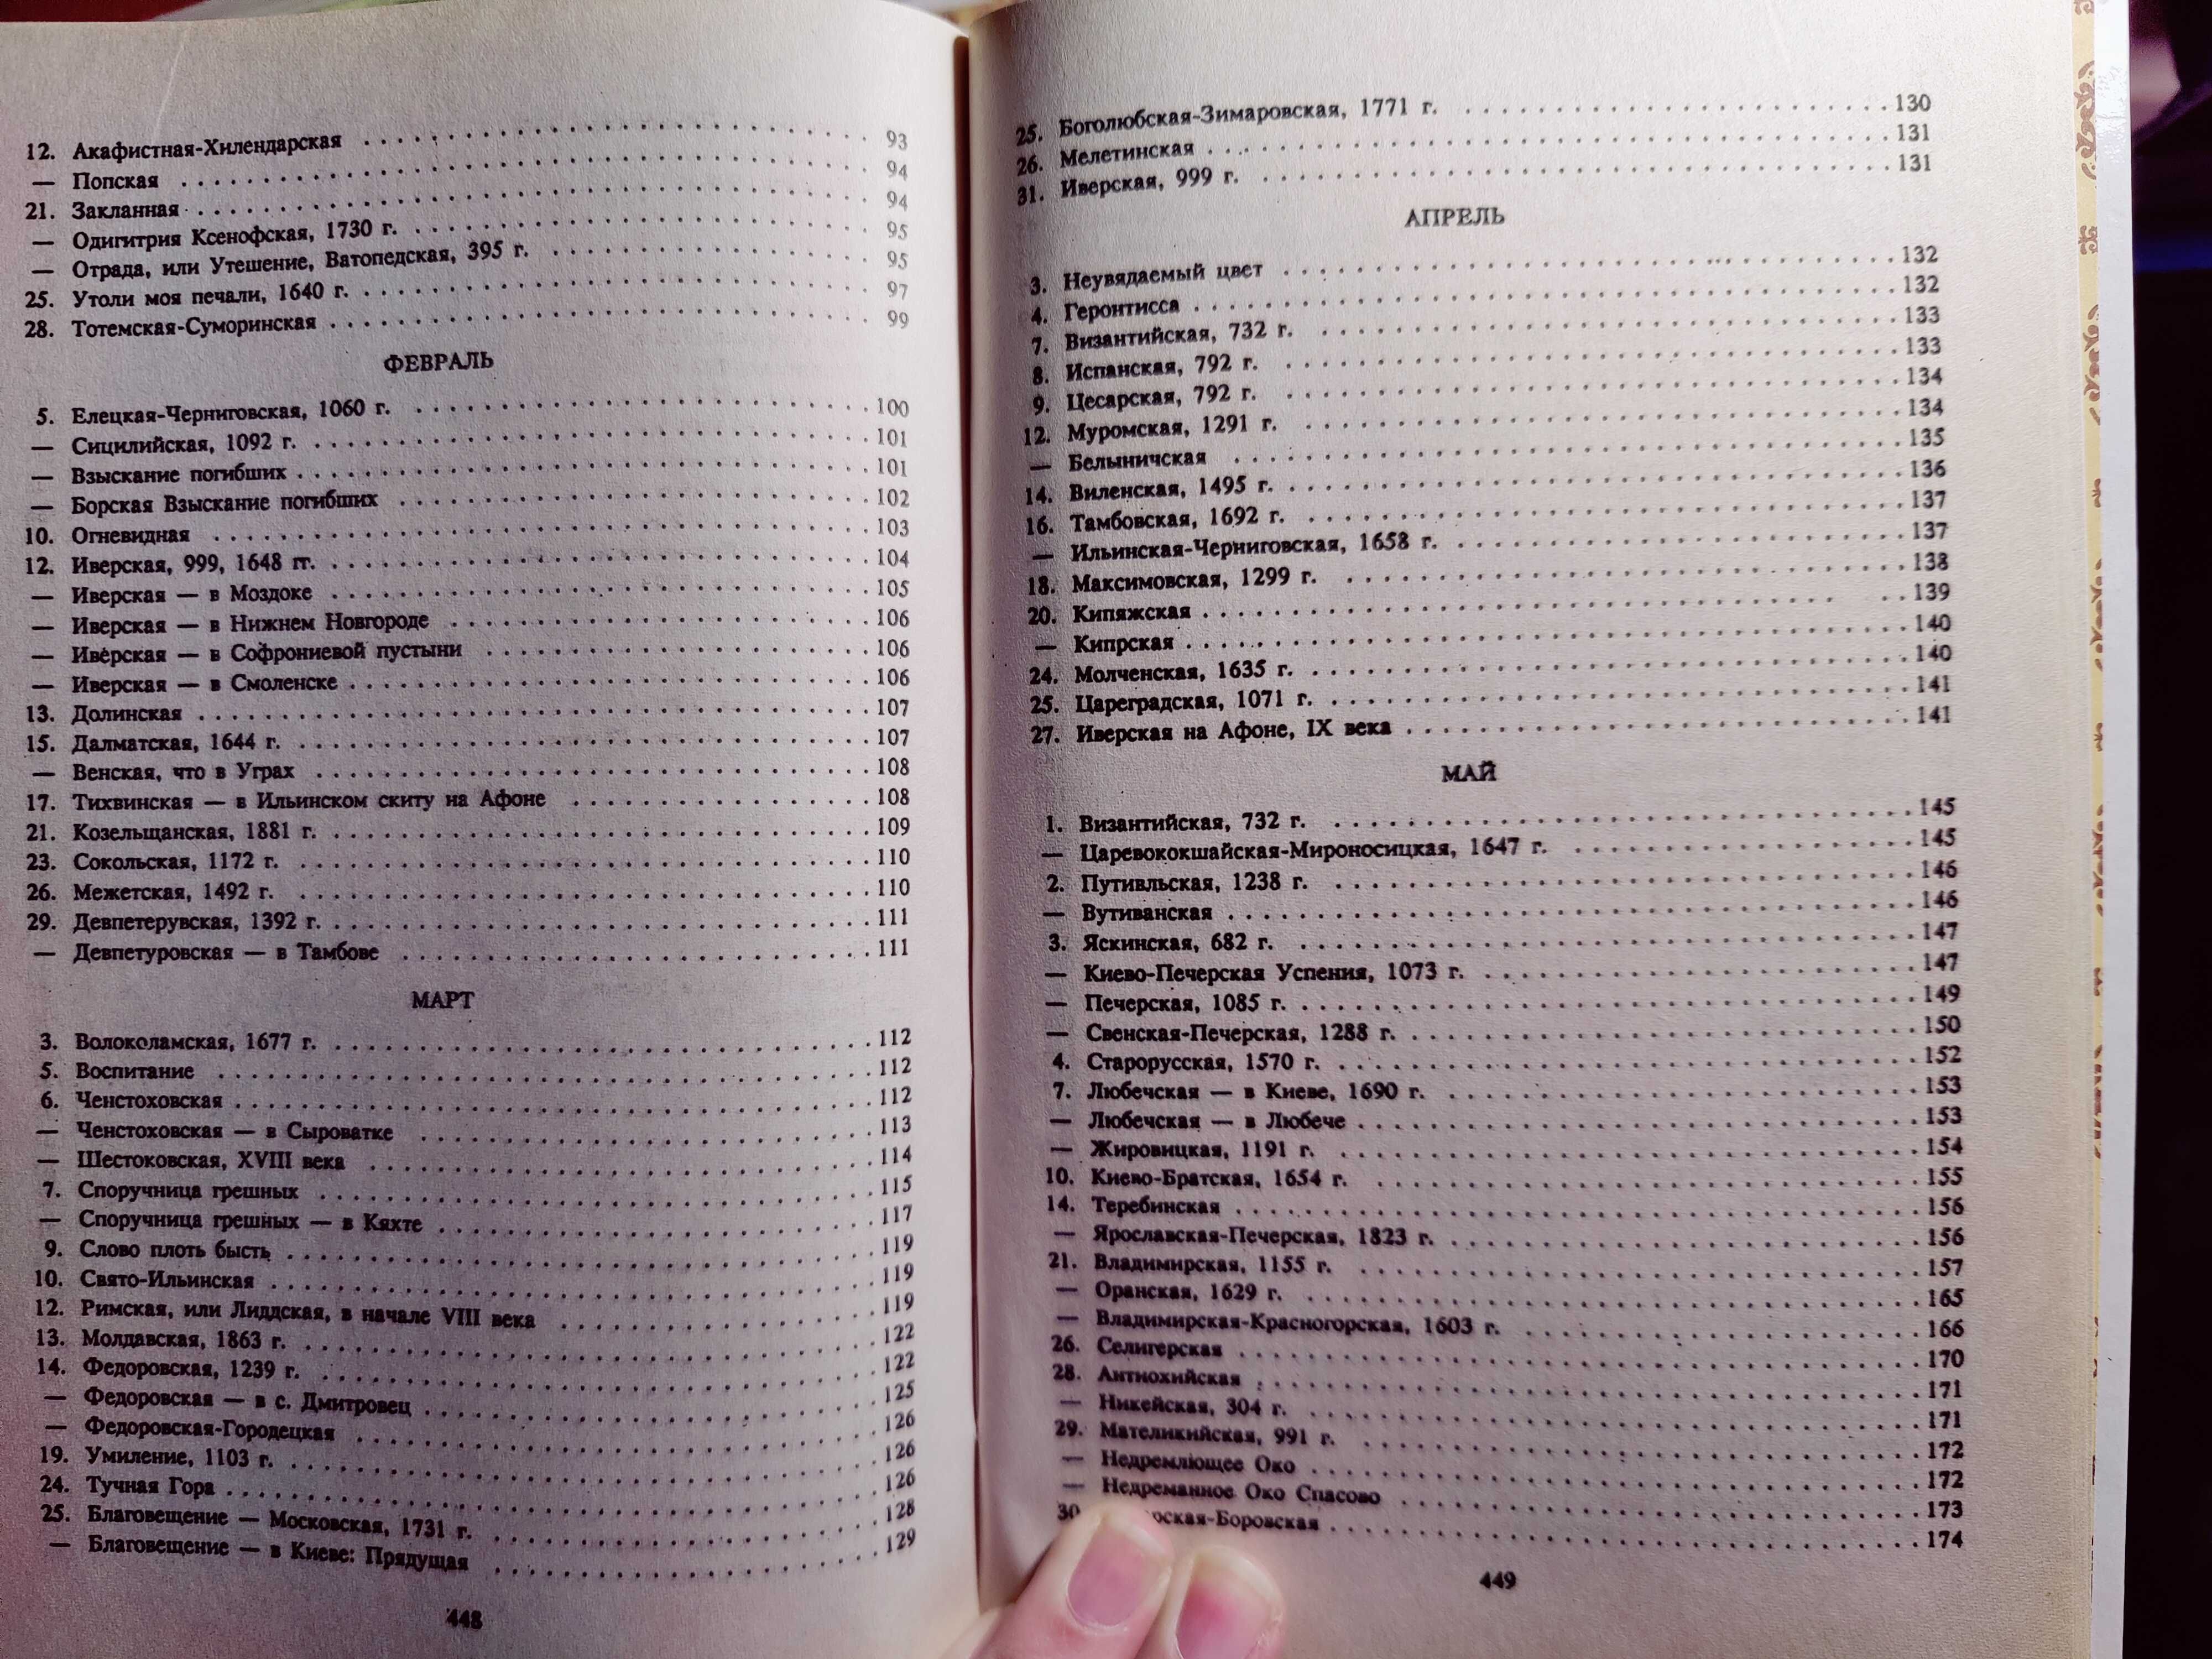 12. Акафистная-Хилендарская . . . . . 93
— Попская . . . . . 94
21. Закланная . . . . . 94
— Одигитрия Ксенофская, 1730 г. . . . . . 95
— Отрада, или Утешение, Ватопедская, 395 г. . . . . . 95
25. Утоли моя печали, 1640 г. . . . . . 97
28. Тотемская-Суморинская . . . . . 99
ФЕВРАЛЬ
5. Елецкая-Черниговская, 1060 г. . . . . . 100
— Сицилийская, 1092 г. . . . . . 101
— Взыскание погибших . . . . . 101
— Борская Взыскание погибших . . . . . 102
10. Огневидная . . . . . 103
12. Иверская, 999, 1648 гг. . . . . . 104
— Иверская — в Моздоке . . . . . 105
— Иверская — в Нижнем Новгороде . . . . . 106
— Иверская — в Софрониевой пустыни . . . . . 106
— Иверская — в Смоленске . . . . . 106
13. Долинская . . . . . 107
15. Далматская, 1644 г. . . . . . 107
— Венская, что в Уграх . . . . . 108
17. Тихвинская — в Ильинском скиту на Афоне . . . . . 108
21. Козельщанская, 1881 г. . . . . . 109
23. Сокольская, 1172 г. . . . . . 110
26. Межетская, 1492 г. . . . . . 110
29. Девпетерувская, 1392 г. . . . . . 111
— Девпетуровская — в Тамбове . . . . . 111
МАРТ
3. Волоколамская, 1677 г. . . . . . 112
5. Воспитание . . . . . 112
6. Ченстоховская . . . . . 112
— Ченстоховская — в Сыроватке . . . . . 113
— Шестоковская, XVIII века . . . . . 114
7. Споручница грешных . . . . . 115
— Споручница грешных — в Кяхте . . . . . 117
9. Слово плоть бысть . . . . . 119
10. Свято-Ильинская . . . . . 119
12. Римская, или Лиддская, в начале VIII века . . . . . 119
13. Молдавская, 1863 г. . . . . . 122
14. Федоровская, 1239 г. . . . . . 122
— Федоровская — в с. Дмитровец . . . . . 125
— Федоровская-Городецкая . . . . . 126
19. Умиление, 1103 г. . . . . . 126
24. Тучная Гора . . . . . 126
25. Благовещение — Московская, 1731 г. . . . . . 128
— Благовещение — в Киеве: Прядущая . . . . . 129
448
25. Боголюбская-Зимаровская, 1771 г. . . . . . 130
26. Мелетинская . . . . . 131
31. Иверская, 999 г. . . . . . 131
АПРЕЛЬ
3. Неувядаемый цвет . . . . . 132
4. Геронтисса . . . . . 132
7. Византийская, 732 г. . . . . . 133
8. Испанская, 792 г. . . . . . 133
9. Цесарская, 792 г. . . . . . 134
12. Муромская, 1291 г. . . . . . 134
— Белыничская . . . . . 135
14. Виленская, 1495 г. . . . . . 136
16. Тамбовская, 1692 г. . . . . . 137
— Ильинская-Черниговская, 1658 г. . . . . . 137
18. Максимовская, 1299 г. . . . . . 138
20. Кипяжская . . . . . 139
— Кипрская . . . . . 140
24. Молченская, 1635 г. . . . . . 140
25. Цареградская, 1071 г. . . . . . 141
27. Иверская на Афоне, IX века . . . . . 141
МАЙ
1. Византийская, 732 г. . . . . . 145
— Царевококшайская-Мироносицкая, 1647 г. . . . . . 145
2. Путивльская, 1238 г. . . . . . 146
— Вутиванская . . . . . 146
3. Яскинская, 682 г. . . . . . 147
— Киево-Печерская Успения, 1073 г. . . . . . 147
— Печерская, 1085 г. . . . . . 149
— Свенская-Печерская, 1288 г. . . . . . 150
4. Старорусская, 1570 г. . . . . . 152
7. Любечская — в Киеве, 1690 г. . . . . . 153
— Любечская — в Любече . . . . . 153
— Жировицкая, 1191 г. . . . . . 154
10. Киево-Братская, 1654 г. . . . . . 155
14. Теребинская . . . . . 156
— Ярославская-Печерская, 1823 г. . . . . . 156
21. Владимирская, 1155 г. . . . . . 157
— Оранская, 1629 г. . . . . . 165
— Владимирская-Красногорская, 1603 г. . . . . . 166
26. Селигерская . . . . . 170
28. Антиохийская . . . . . 171
— Никейская, 304 г. . . . . . 171
29. Мателикийская, 991 г. . . . . . 172
— Недремлющее Око . . . . . 172
— Недреманное Око Спасово . . . . . 173
30 рская-Боровская . . . . . 174
449